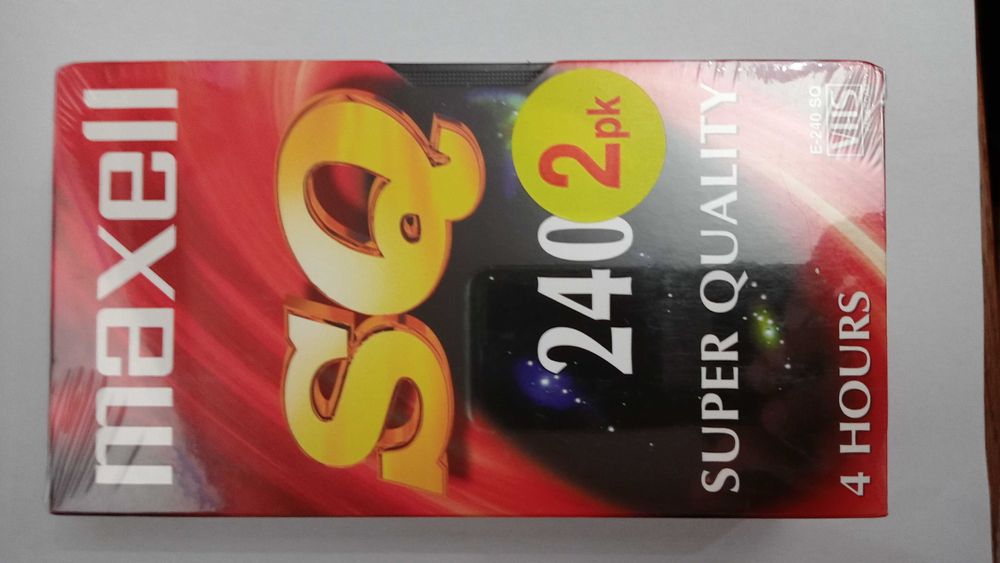 maxell
SQ
240
2pk
SUPER QUALITY
4 HOURS
E-240 SQ
VHS